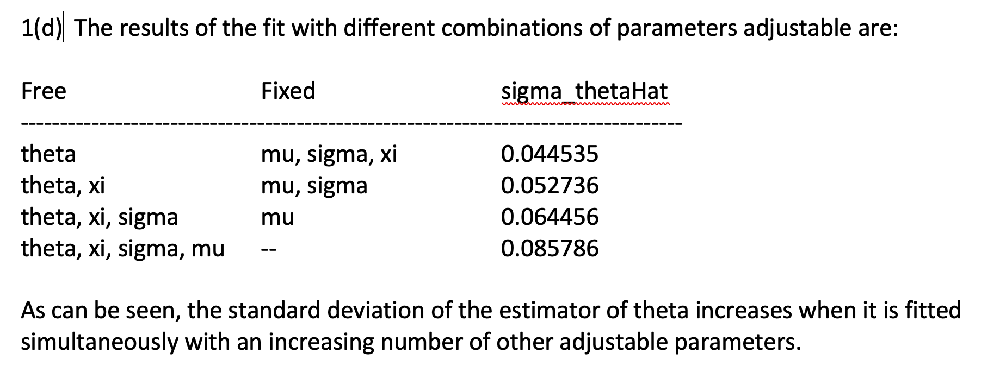 1(d) The results of the fit with different combinations of parameters adjustable are:
Free Fixed sigma_thetaHat
------------------------------------------------------------------------------------
theta mu, sigma, xi 0.044535
theta, xi mu, sigma 0.052736
theta, xi, sigma mu 0.064456
theta, xi, sigma, mu -- 0.085786
As can be seen, the standard deviation of the estimator of theta increases when it is fitted
simultaneously with an increasing number of other adjustable parameters.